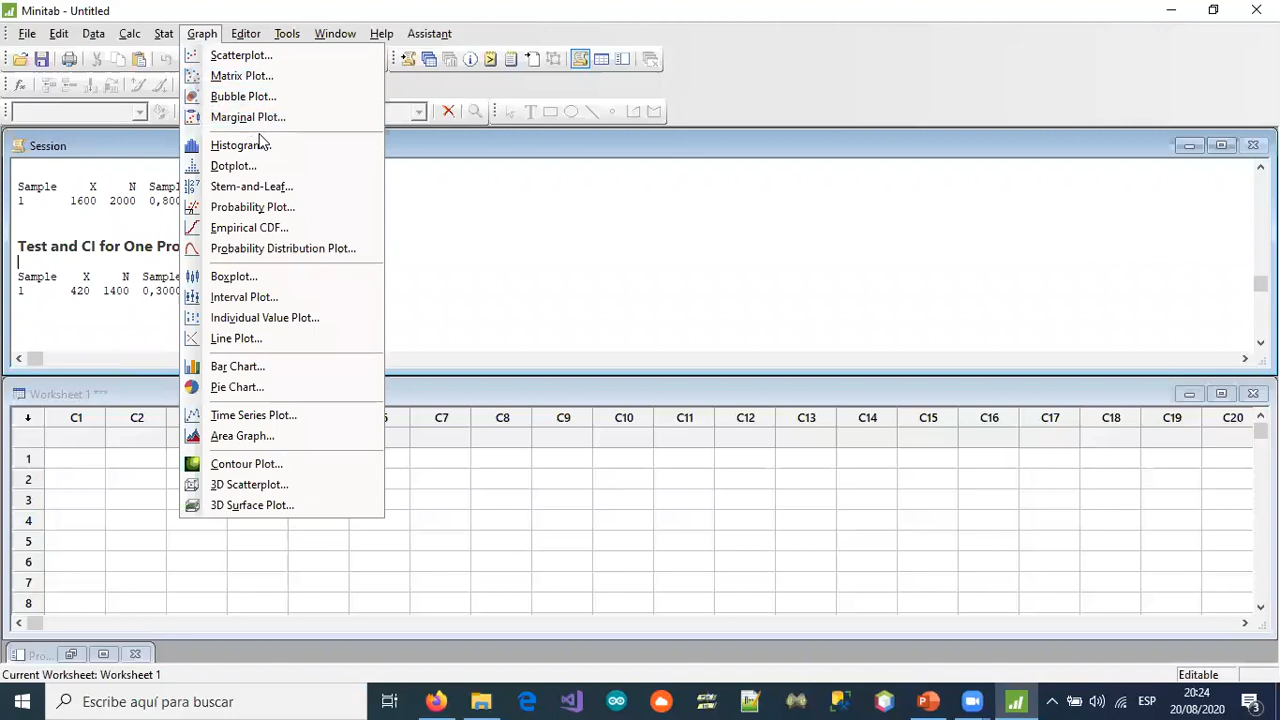 Minitab - Untitled
File Edit Data Calc Stat Graph Editor Tools Window Help Assistant
Scatterplot...
Matrix Plot...
Bubble Plot...
Marginal Plot...
Histogram...
Dotplot...
Stem-and-Leaf...
Probability Plot...
Empirical CDF...
Probability Distribution Plot...
Boxplot...
Interval Plot...
Individual Value Plot...
Line Plot...
Bar Chart...
Pie Chart...
Time Series Plot...
Area Graph...
Contour Plot...
3D Scatterplot...
3D Surface Plot...
Session
Sample X N
1 1600 2000 0,800
Test and CI for One
Sample X N
1 420 1400 0,3000
Worksheet 1 ***
C1 C2 C7 C8 C9 C10 C11 C12 C13 C14 C15 C16 C17 C18 C19 C20
1
2
3
4
5
6
7
8
Pro...
Current Worksheet: Worksheet 1 Editable
Escribe aquí para buscar
ESP
20:24
20/08/2020
3